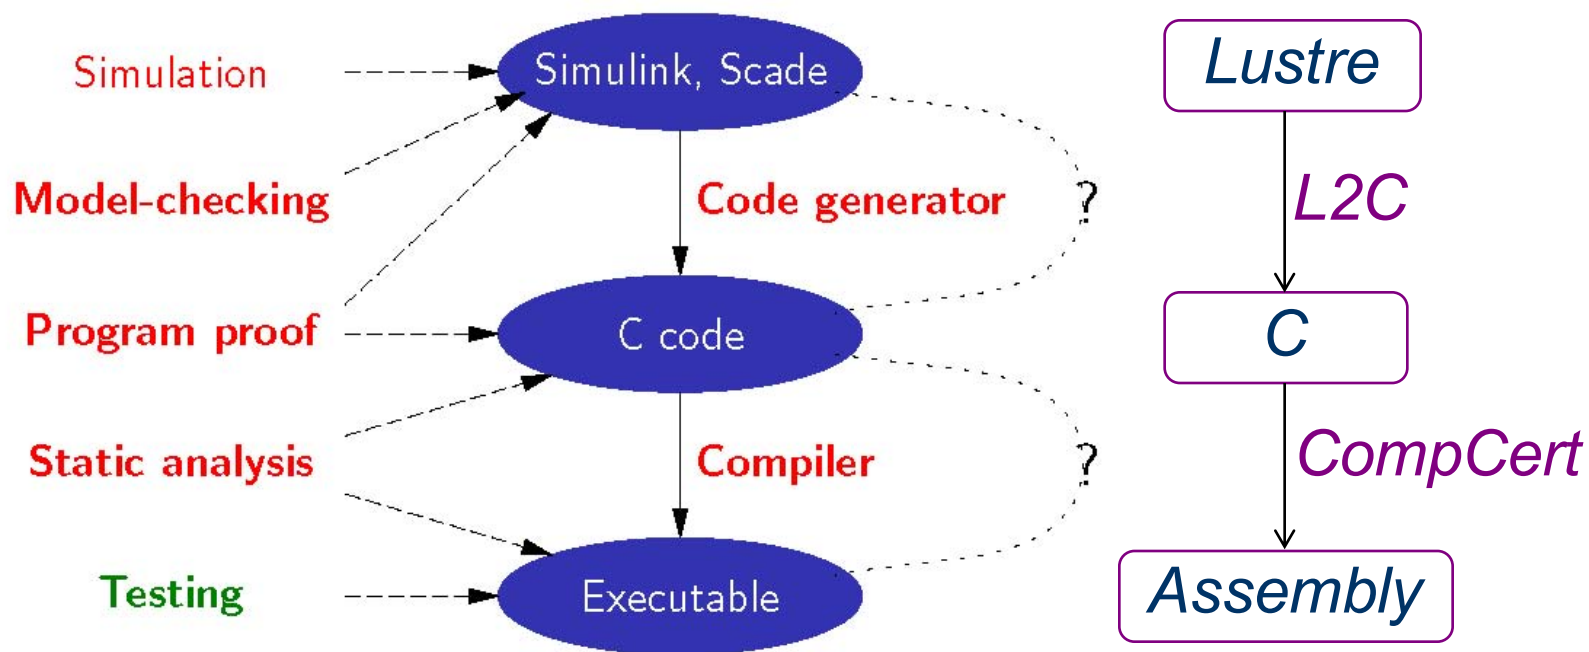 Simulation
Simulink, Scade
Lustre
Model-checking
Code generator
?
L2C
Program proof
C code
C
Static analysis
Compiler
?
CompCert
Testing
Executable
Assembly